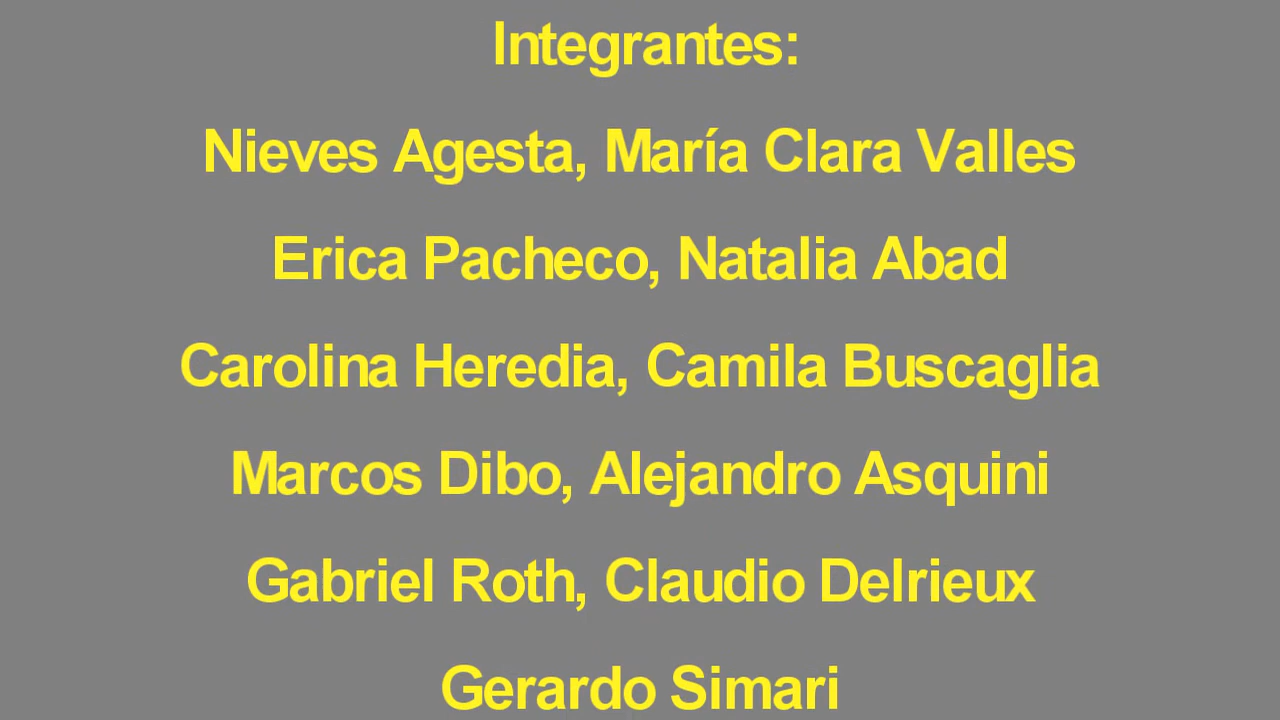 Integrantes:
Nieves Agesta, María Clara Valles
Erica Pacheco, Natalia Abad
Carolina Heredia, Camila Buscaglia
Marcos Dibo, Alejandro Asquini
Gabriel Roth, Claudio Delrieux
Gerardo Simari